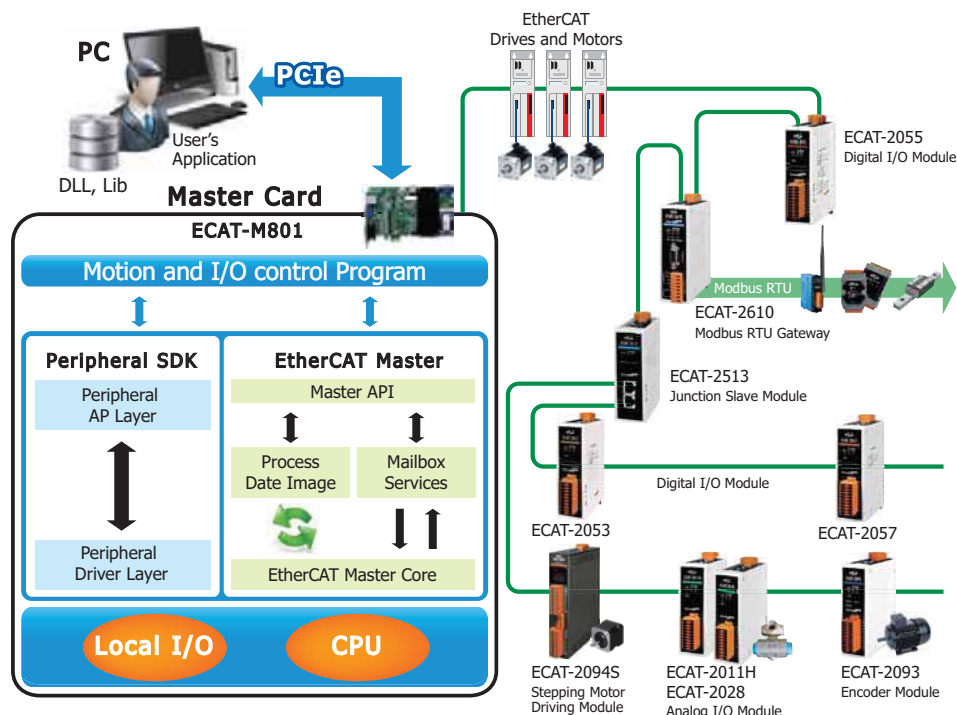 PC
PCIe
User's
Application
DLL, Lib
Master Card
ECAT-M801
Motion and I/O control Program
Peripheral SDK
Peripheral
AP Layer
Peripheral
Driver Layer
EtherCAT Master
Master API
Process
Date Image
Mailbox
Services
EtherCAT Master Core
Local I/O
CPU
EtherCAT
Drives and Motors
ECAT-2055
Digital I/O Module
Modbus RTU
ECAT-2610
Modbus RTU Gateway
ECAT-2513
Junction Slave Module
Digital I/O Module
ECAT-2053
ECAT-2057
ECAT-2094S
Stepping Motor
Driving Module
ECAT-2011H
ECAT-2028
Analog I/O Module
ECAT-2093
Encoder Module